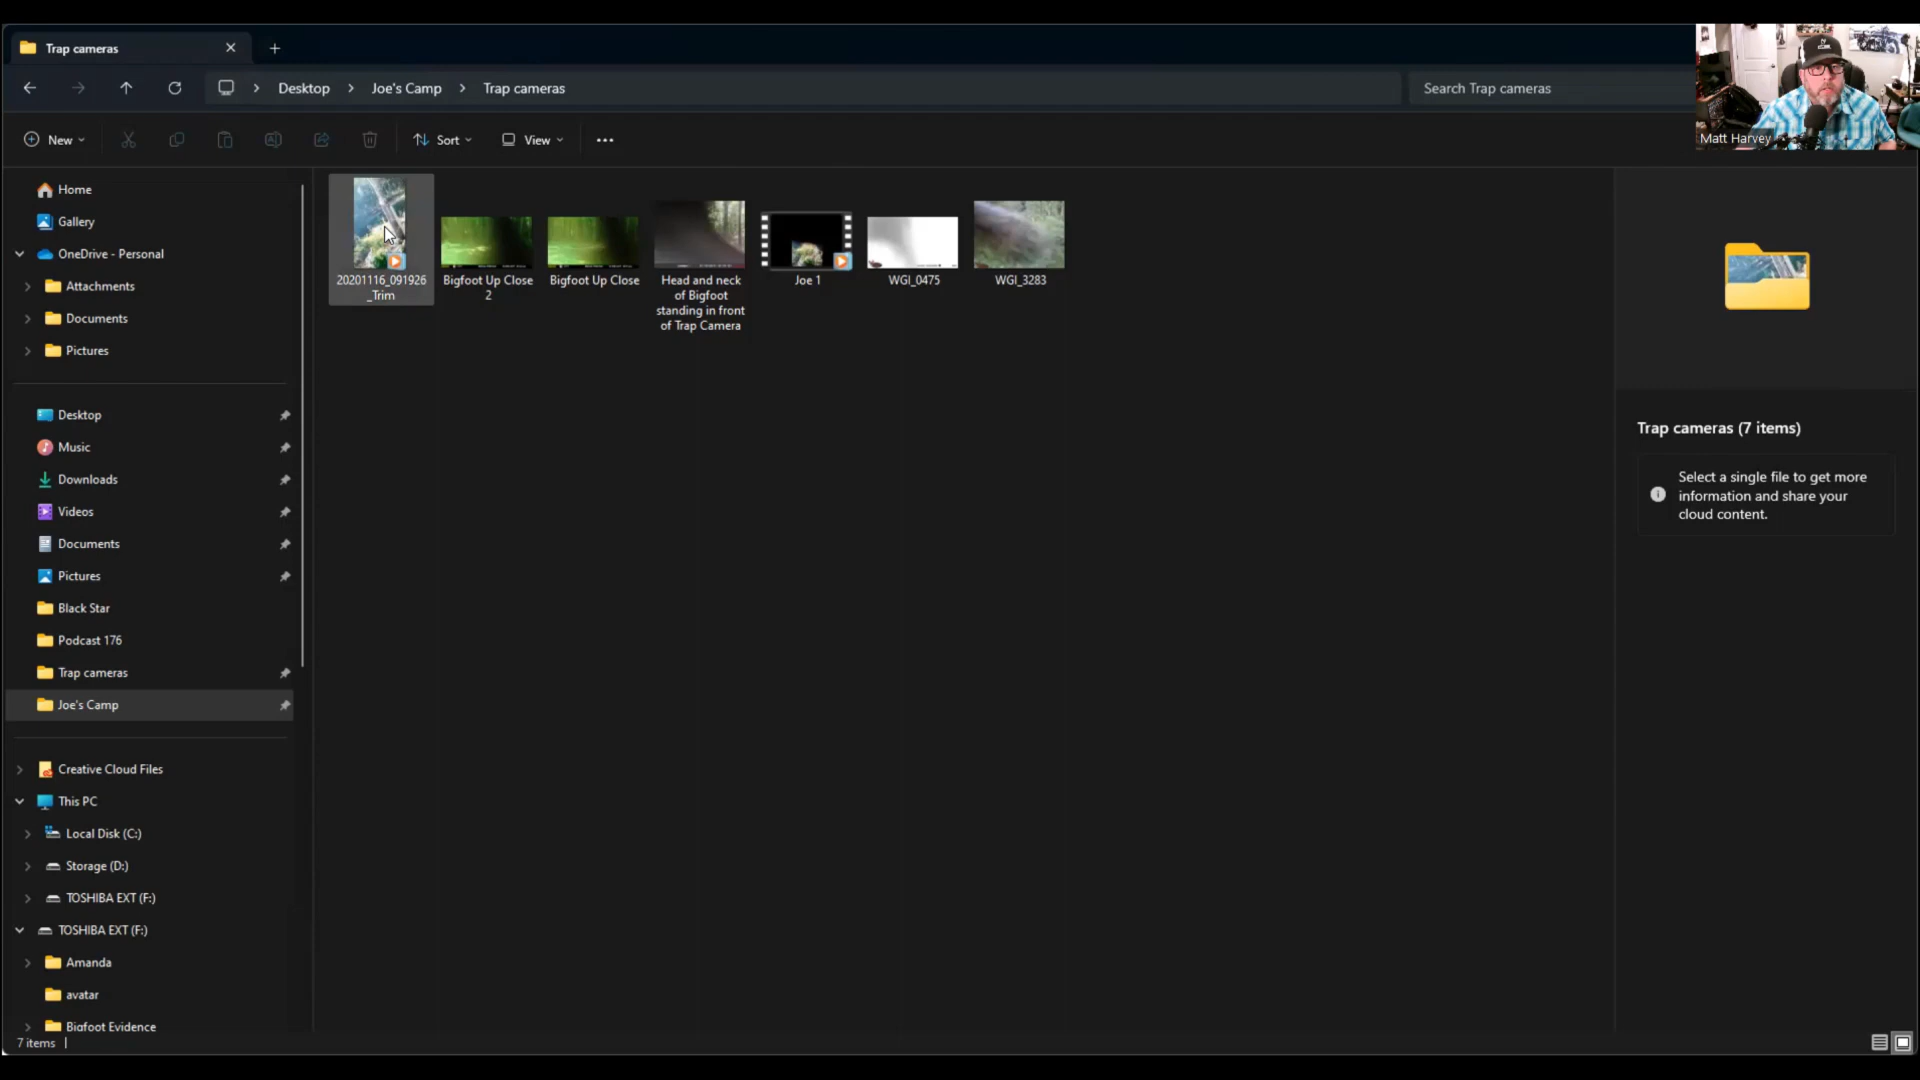 Trap cameras
Desktop > Joe's Camp > Trap cameras
Search Trap cameras
Matt Harvey
New
Sort
View
Home
Gallery
OneDrive - Personal
Attachments
Documents
Pictures
Desktop
Music
Downloads
Videos
Documents
Pictures
Black Star
Podcast 176
Trap cameras
Joe's Camp
Creative Cloud Files
This PC
Local Disk (C:)
Storage (D:)
TOSHIBA EXT (F:)
TOSHIBA EXT (F:)
Amanda
avatar
Bigfoot Evidence
7 items
20201116_091926
_Trim
Bigfoot Up Close
2
Bigfoot Up Close
Head and neck
of Bigfoot
standing in front
of Trap Camera
Joe 1
WGI_0475
WGI_3283
Trap cameras (7 items)
Select a single file to get more
information and share your
cloud content.